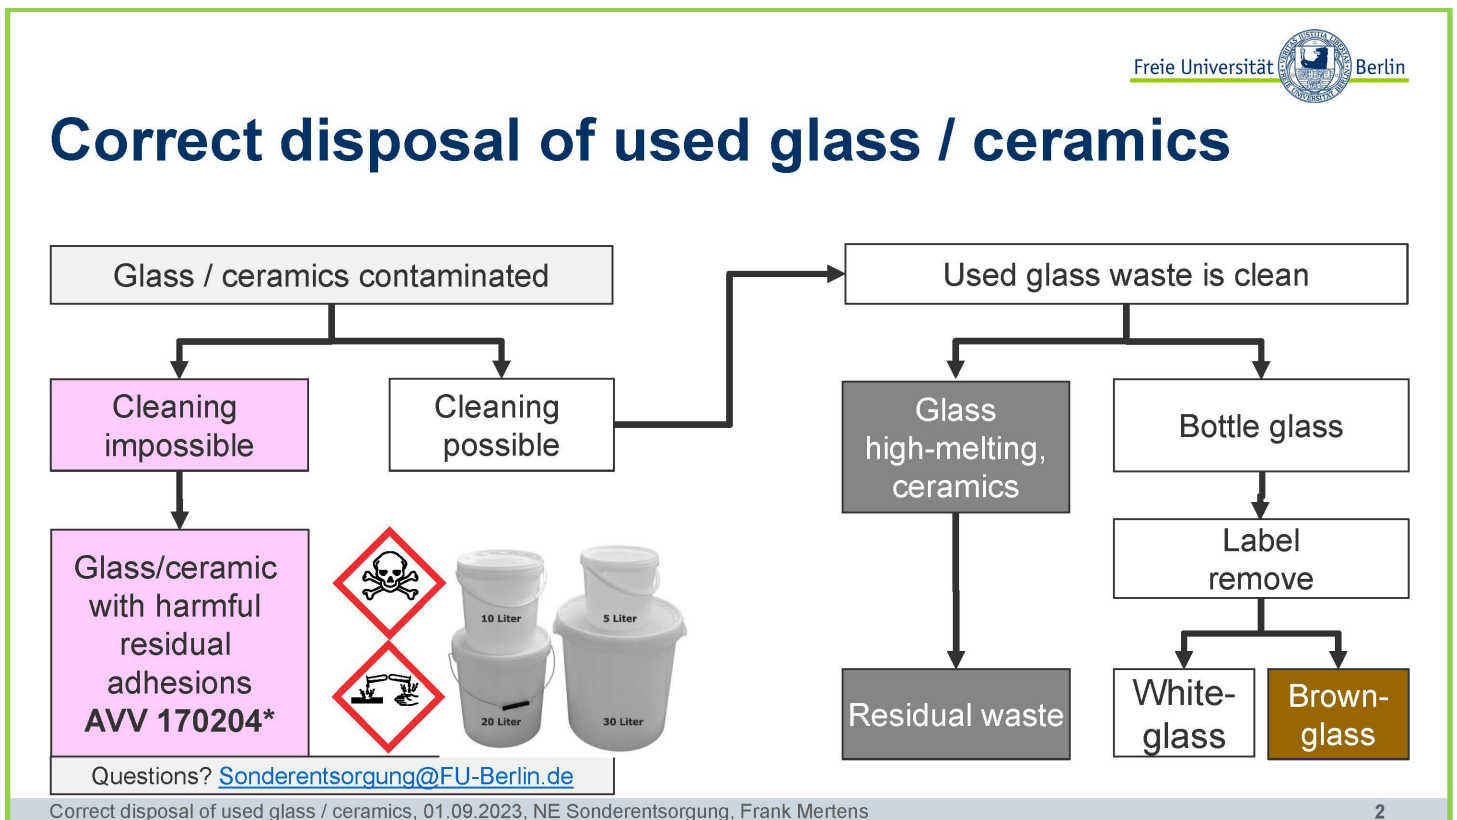 Freie Universität Berlin
Correct disposal of used glass / ceramics
Glass / ceramics contaminated
Cleaning
impossible
Cleaning
possible
Glass/ceramic
with harmful
residual
adhesions
AVV 170204*
10 Liter
5 Liter
20 Liter
30 Liter
Questions? Sonderentsorgung@FU-Berlin.de
Used glass waste is clean
Glass
high-melting,
ceramics
Bottle glass
Label
remove
Residual waste
White-
glass
Brown-
glass
Correct disposal of used glass / ceramics, 01.09.2023, NE Sonderentsorgung, Frank Mertens
2